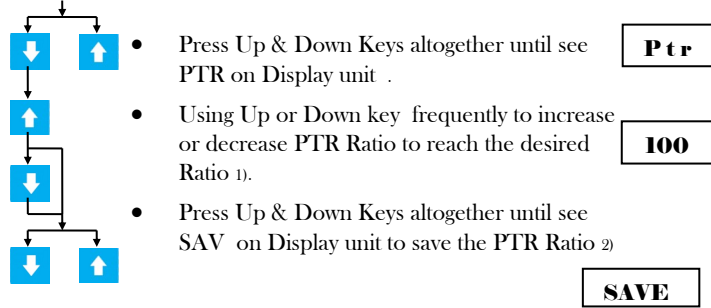 • Press Up & Down Keys altogether until see
PTR on Display unit .
P t r
• Using Up or Down key frequently to increase
or decrease PTR Ratio to reach the desired
Ratio 1).
100
• Press Up & Down Keys altogether until see
SAV on Display unit to save the PTR Ratio 2)
SAVE